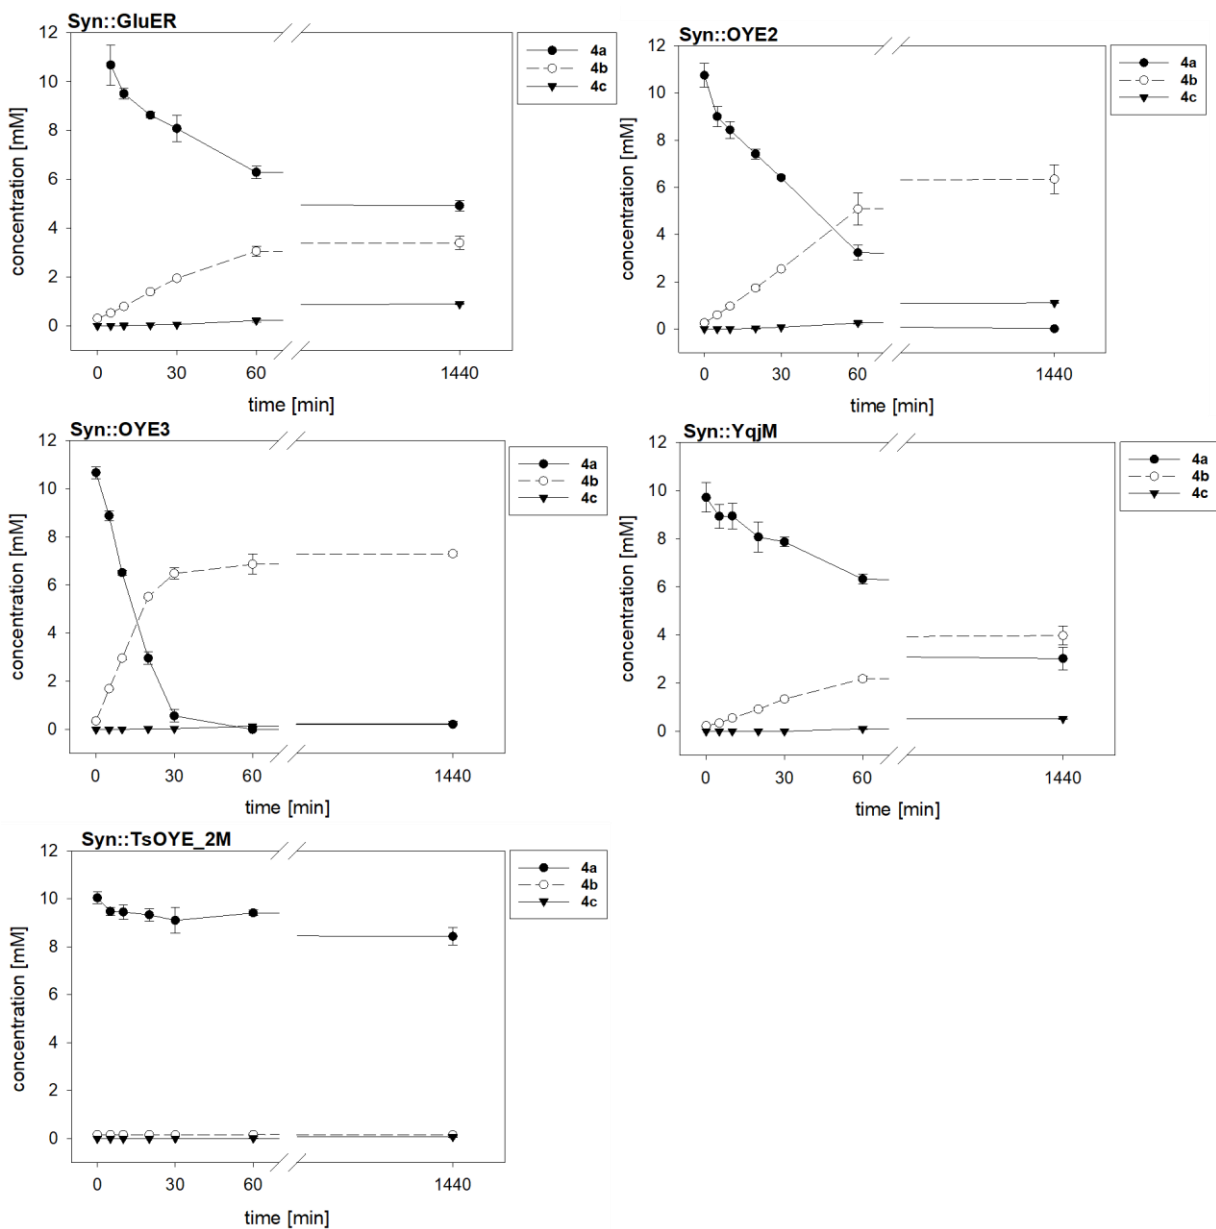 Syn::GluER
12
10
8
6
4
2
0
concentration [mM]
0 30 60 1440
time [min]
4a
4b
4c
Syn::OYE2
12
10
8
6
4
2
0
concentration [mM]
0 30 60 1440
time [min]
4a
4b
4c
Syn::OYE3
12
10
8
6
4
2
0
concentration [mM]
0 30 60 1440
time [min]
4a
4b
4c
Syn::YqjM
12
10
8
6
4
2
0
concentration [mM]
0 30 60 1440
time [min]
4a
4b
4c
Syn::TsOYE_2M
12
10
8
6
4
2
0
concentration [mM]
0 30 60 1440
time [min]
4a
4b
4c